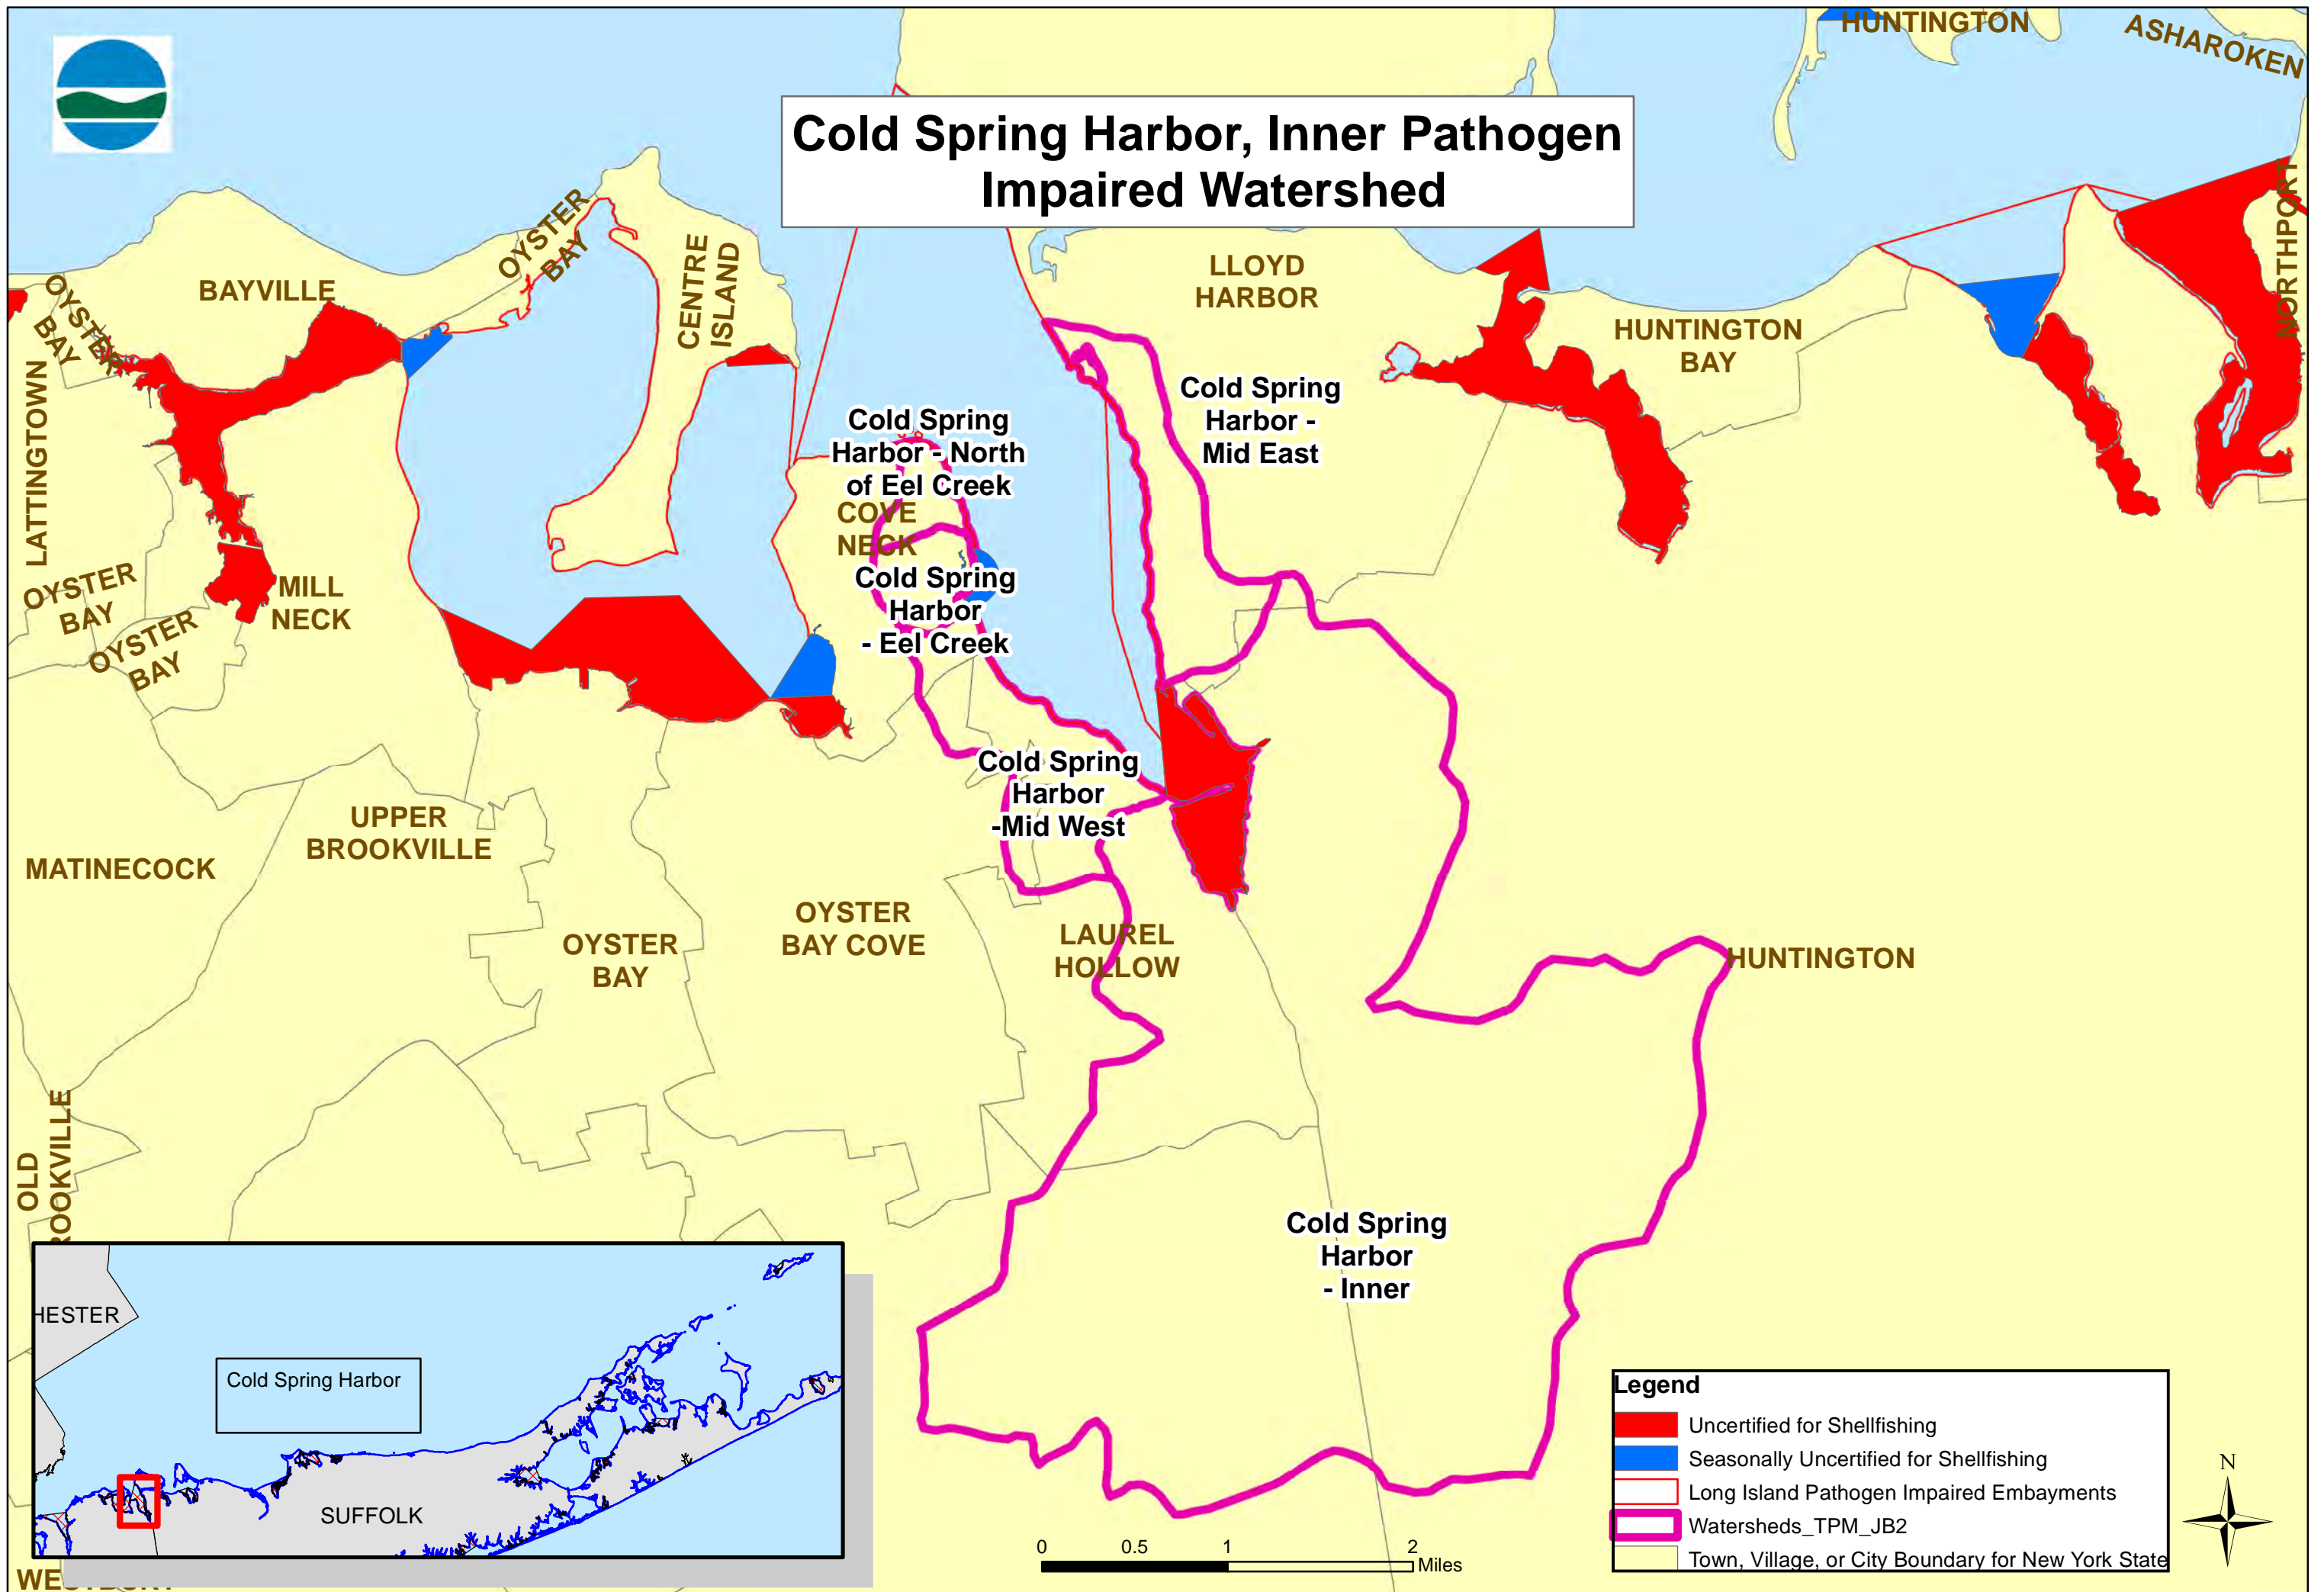 HUNTINGTON
ASHAROKEN
Cold Spring Harbor, Inner Pathogen
Impaired Watershed
NORTHPORT
OYSTER
BAY
CENTRE
ISLAND
LLOYD
HARBOR
BAYVILLE
OYSTER
BAY
HUNTINGTON
BAY
LATTINGTOWN
Cold Spring
Harbor -
Mid East
Cold Spring
Harbor - North
of Eel Creek
COVE
NECK
Cold Spring
Harbor
- Eel Creek
OYSTER
BAY
MILL
NECK
OYSTER
BAY
Cold Spring
Harbor
-Mid West
UPPER
BROOKVILLE
MATINECOCK
OYSTER
BAY COVE
OYSTER
BAY
LAUREL
HOLLOW
HUNTINGTON
OLD
Cold Spring
Harbor
- Inner
HESTER
Cold Spring Harbor
SUFFOLK
Legend
Uncertified for Shellfishing
Seasonally Uncertified for Shellfishing
Long Island Pathogen Impaired Embayments
Watersheds_TPM_JB2
Town, Village, or City Boundary for New York State
N
0 0.5 1 2
Miles